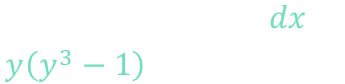 dx
y(y³ − 1)